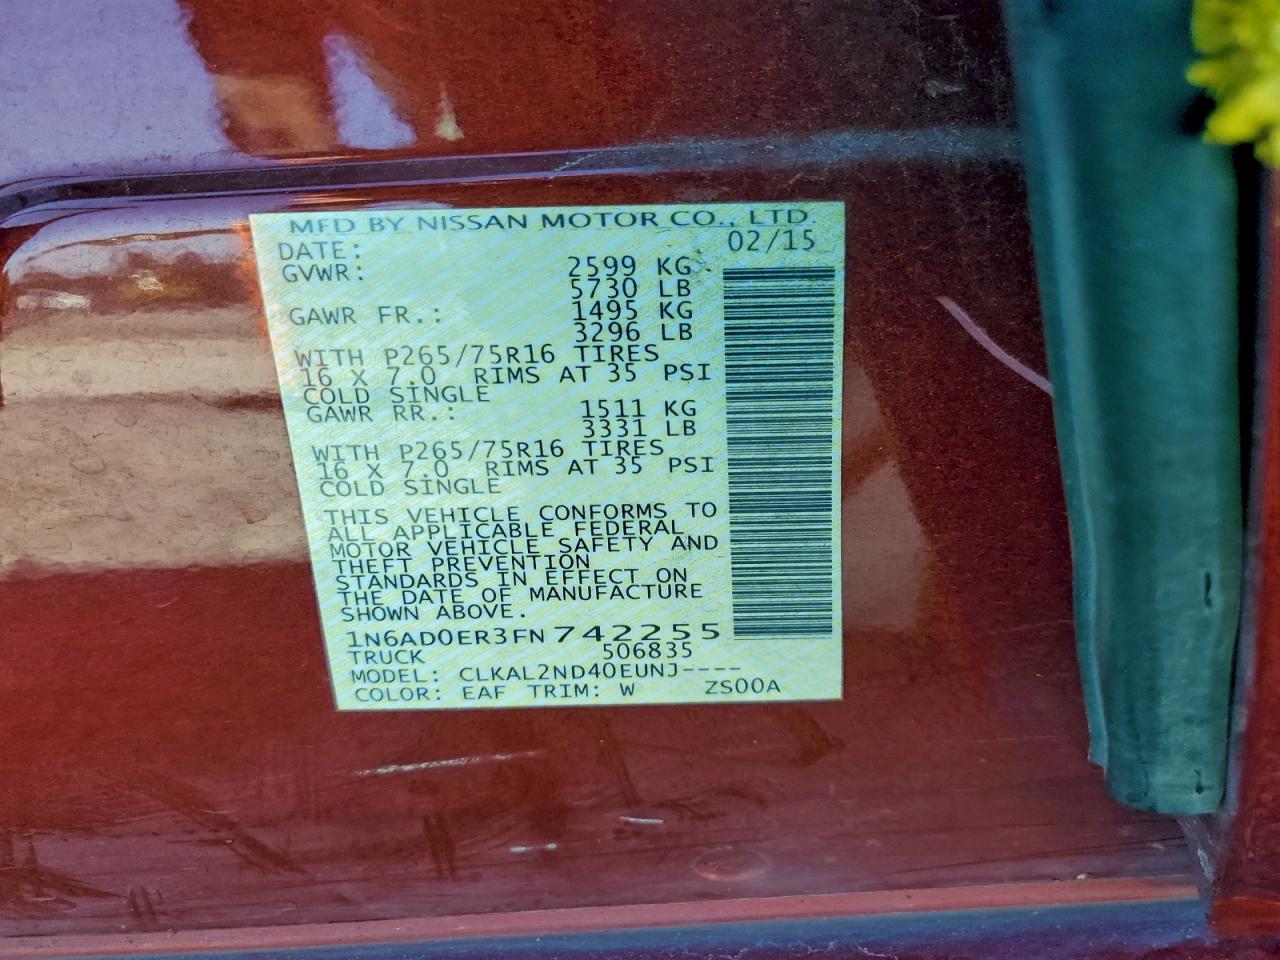 MFD BY NISSAN MOTOR CO., LTD.
DATE: 02/15
GVWR: 2599 KG
5730 LB
GAWR FR.: 1495 KG
3296 LB
WITH P265/75R16 TIRES
16 X 7.0 RIMS AT 35 PSI
COLD SINGLE
GAWR RR.: 1511 KG
3331 LB
WITH P265/75R16 TIRES
16 X 7.0 RIMS AT 35 PSI
COLD SINGLE
THIS VEHICLE CONFORMS TO
ALL APPLICABLE FEDERAL
MOTOR VEHICLE SAFETY AND
THEFT PREVENTION
STANDARDS IN EFFECT ON
THE DATE OF MANUFACTURE
SHOWN ABOVE.
1N6AD0ER3FN742255
TRUCK 506835
MODEL: CLKAL2ND40EUNJ----
COLOR: EAF TRIM: W ZS00A